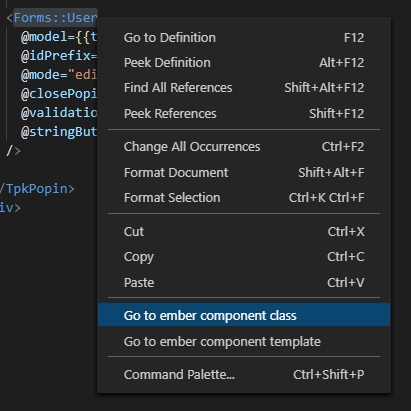 <Forms::User
@model={{t
@idPrefix=
@mode="edi
@closePopi
@validatio
@stringBut
/>
/TpkPopin>
iv>
Go to Definition F12
Peek Definition Alt+F12
Find All References Shift+Alt+F12
Peek References Shift+F12
Change All Occurrences Ctrl+F2
Format Document Shift+Alt+F
Format Selection Ctrl+K Ctrl+F
Cut Ctrl+X
Copy Ctrl+C
Paste Ctrl+V
Go to ember component class
Go to ember component template
Command Palette... Ctrl+Shift+P